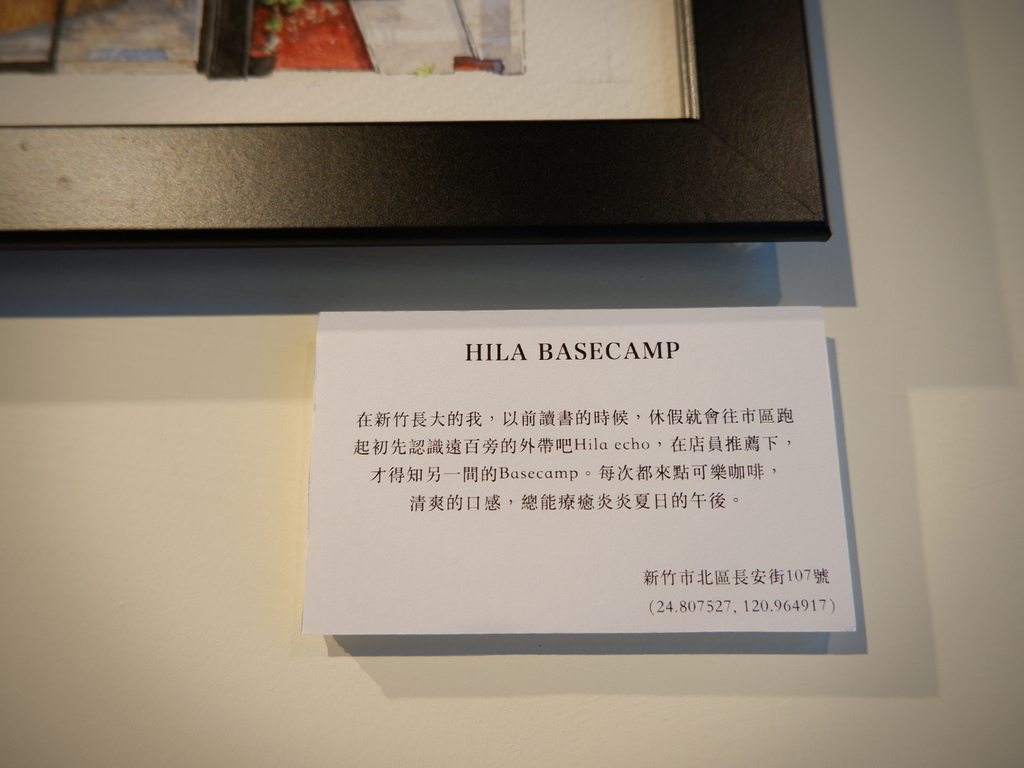 HILA BASECAMP
在新竹長大的我，以前讀書的時候，休假就會往市區跑
起初先認識遠百旁的外帶吧Hila echo，在店員推薦下，
才得知另一間的Basecamp。每次都來點可樂咖啡，
清爽的口感，總能療癒炎炎夏日的午後。
新竹市北區長安街107號
(24.807527, 120.964917)